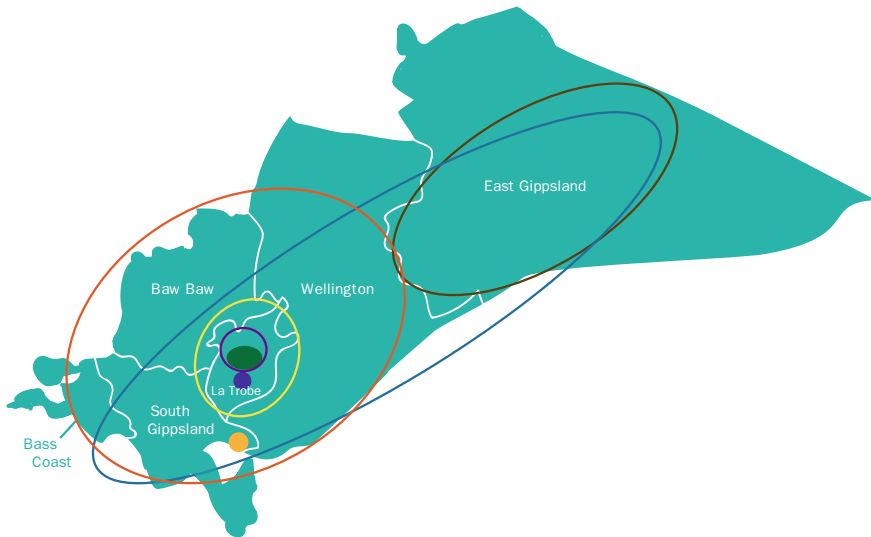 East Gippsland
Baw Baw
Wellington
La Trobe
South
Gippsland
Bass
Coast